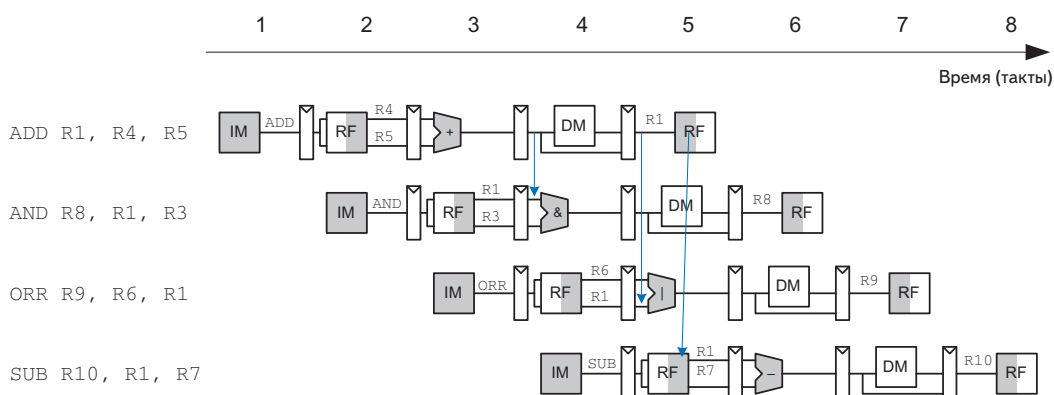 1 2 3 4 5 6 7 8
Время (такты)
ADD R1, R4, R5 IM ADD RF R4 R5 + DM R1 RF
AND R8, R1, R3 IM AND RF R1 R3 & DM R8 RF
ORR R9, R6, R1 IM ORR RF R6 R1 | DM R9 RF
SUB R10, R1, R7 IM SUB RF R1 R7 – DM R10 RF